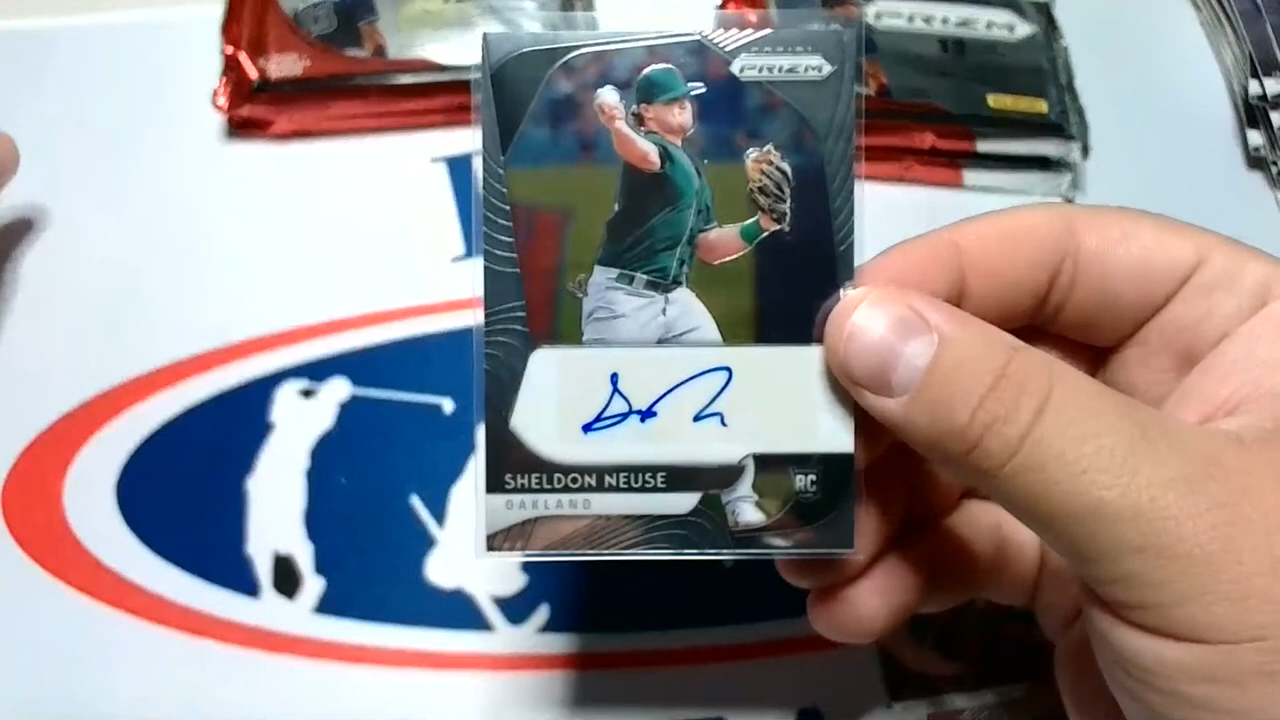 PRIZM
PANINI
PRIZM
SHELDON NEUSE
RC
OAKLAND